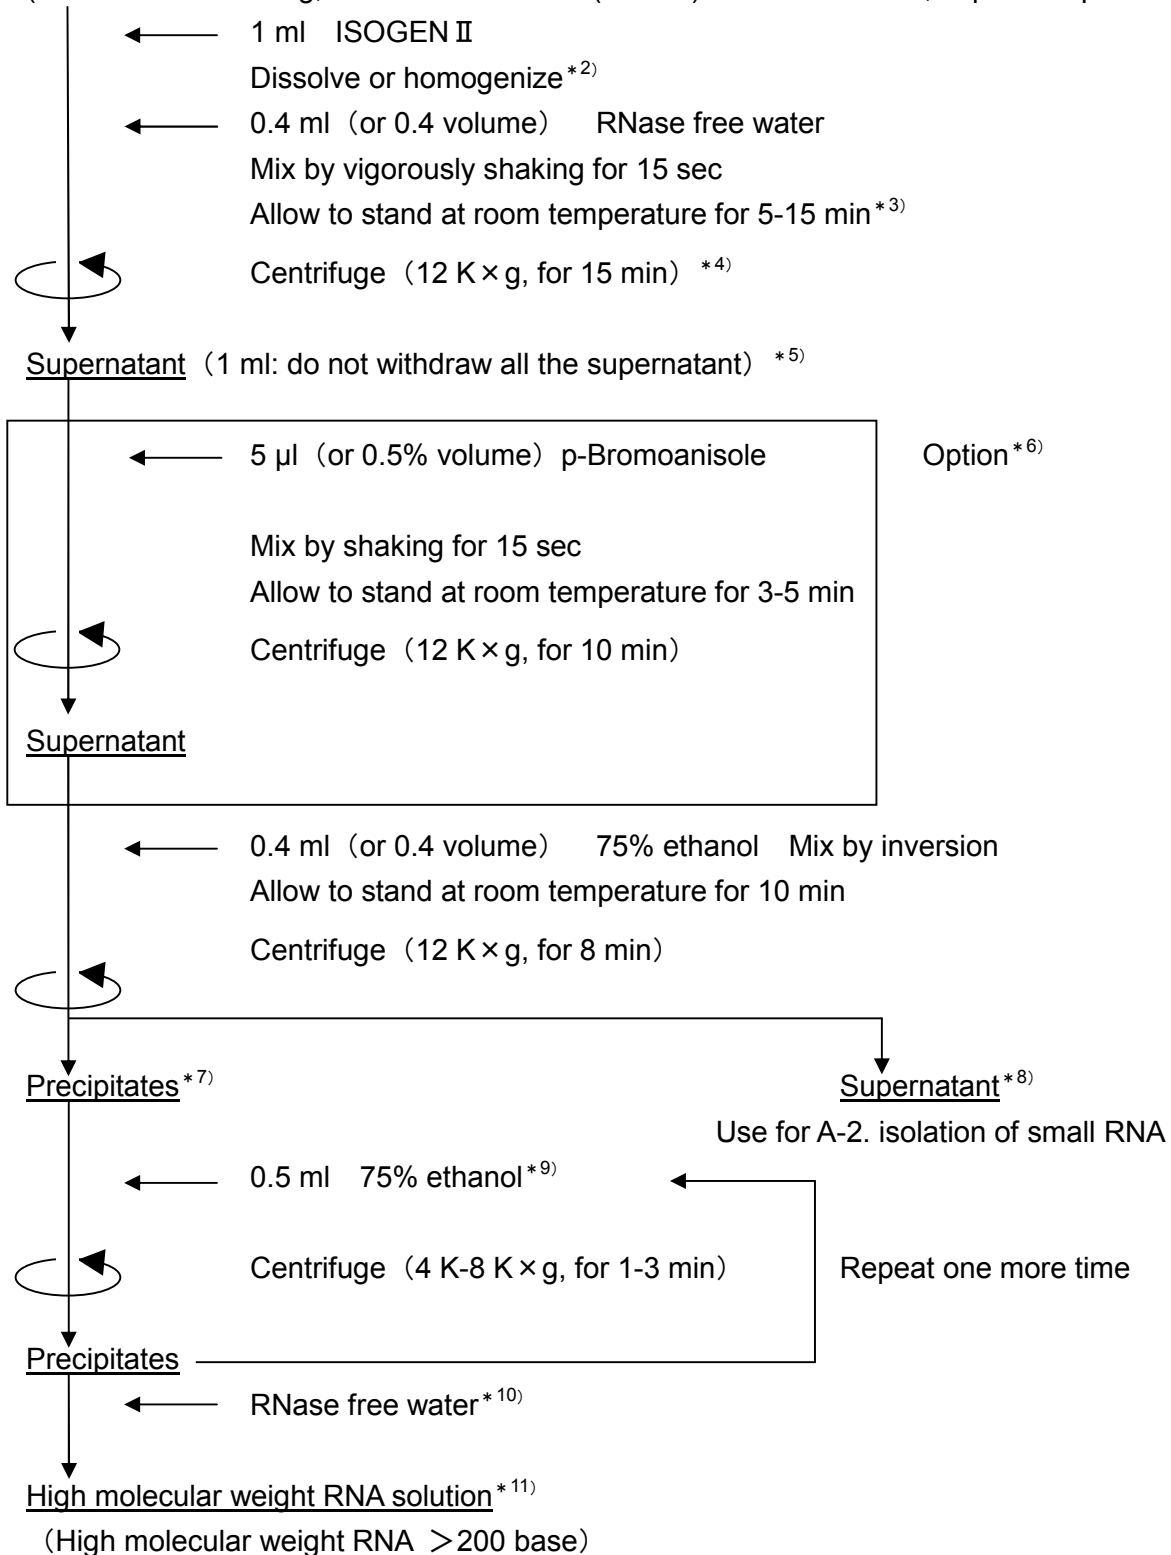 1 ml ISOGENⅡ
Dissolve or homogenize*2)
0.4 ml（or 0.4 volume） RNase free water
Mix by vigorously shaking for 15 sec
Allow to stand at room temperature for 5-15 min*3)
Centrifuge（12 K×g, for 15 min）*4)
Supernatant（1 ml: do not withdraw all the supernatant）*5)
5 µl（or 0.5% volume）p-Bromoanisole Option*6)
Mix by shaking for 15 sec
Allow to stand at room temperature for 3-5 min
Centrifuge（12 K×g, for 10 min）
Supernatant
0.4 ml（or 0.4 volume） 75% ethanol Mix by inversion
Allow to stand at room temperature for 10 min
Centrifuge（12 K×g, for 8 min）
Precipitates*7) Supernatant*8)
Use for A-2. isolation of small RNA
0.5 ml 75% ethanol*9)
Centrifuge（4 K-8 K×g, for 1-3 min） Repeat one more time
Precipitates
RNase free water*10)
High molecular weight RNA solution*11)
（High molecular weight RNA ＞200 base）